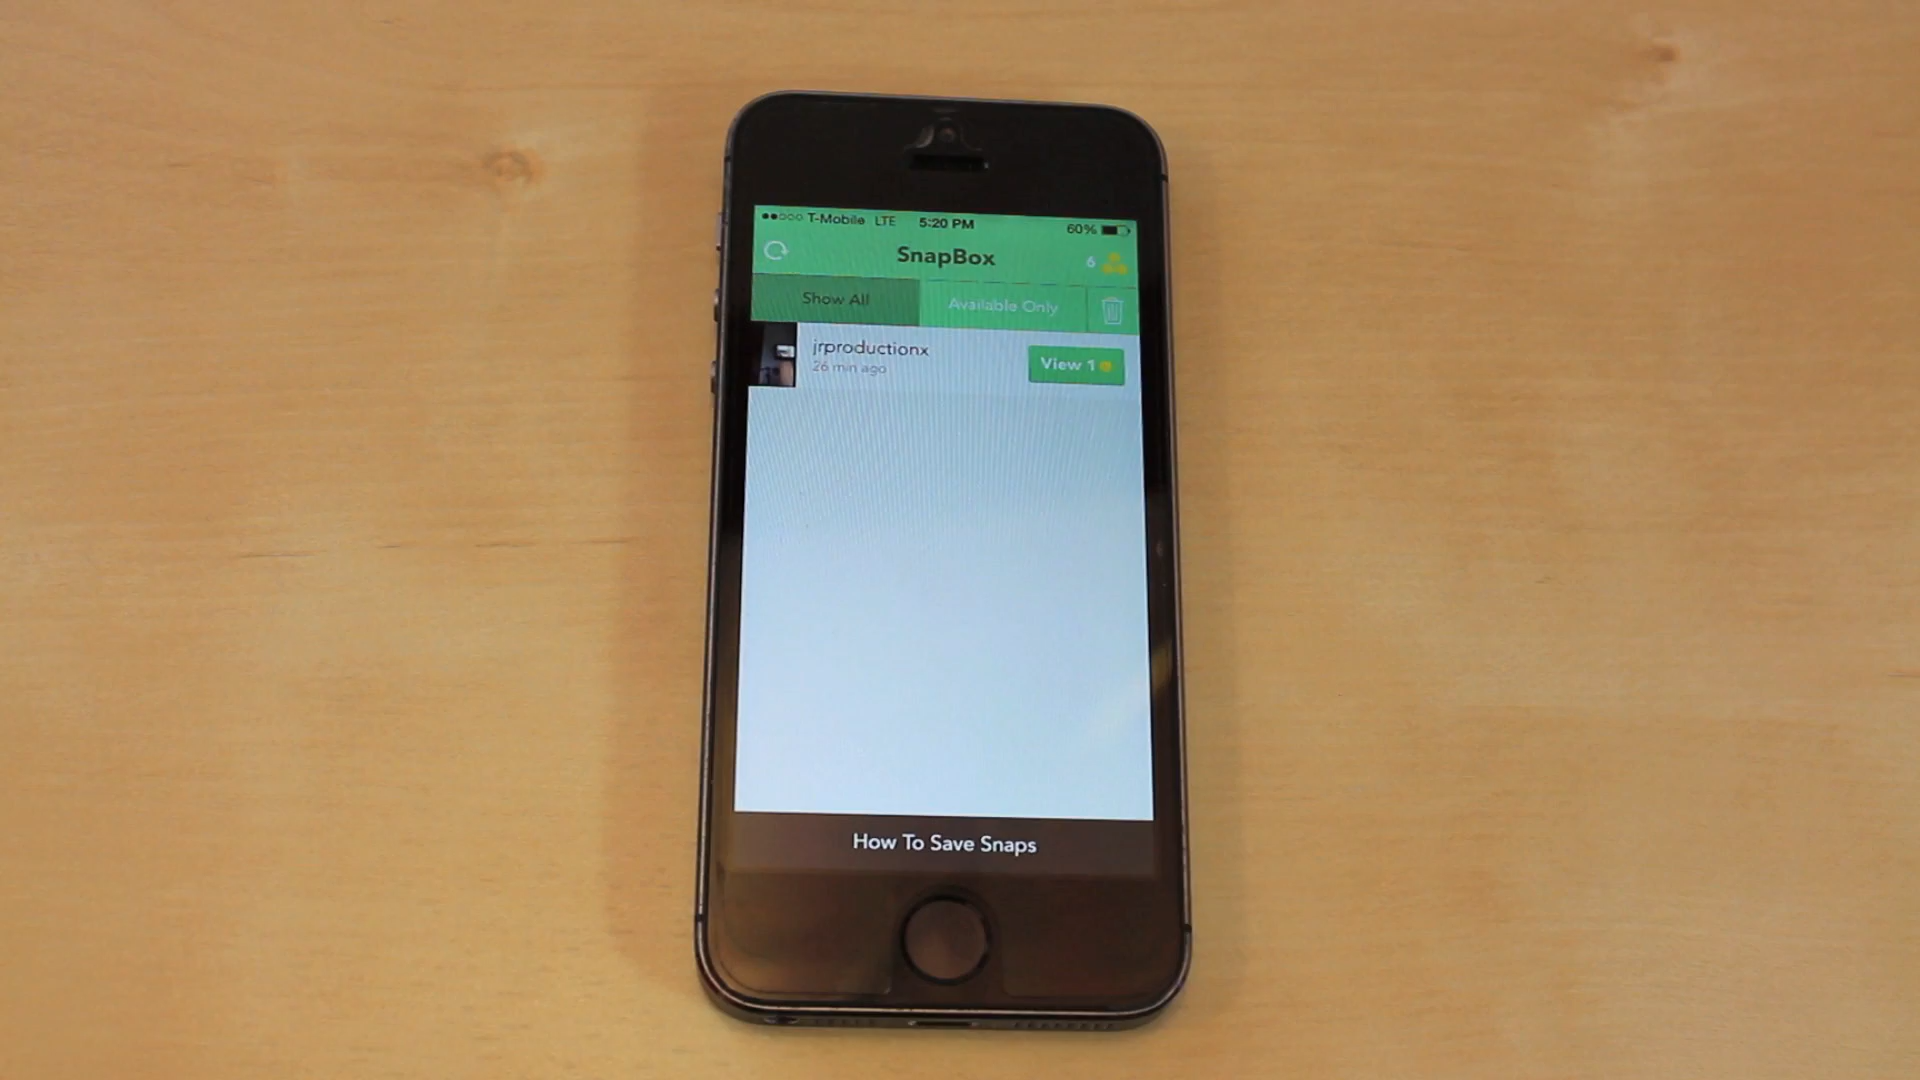 T-Mobile LTE 5:20 PM 60%
SnapBox 6
Show All Available Only
jrproductionx
View 1
26 min ago
How To Save Snaps